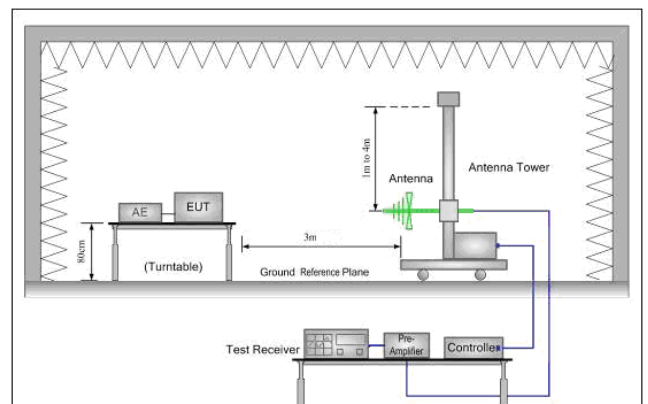 1m to 4m
Antenna
Antenna Tower
AE
EUT
80cm
3m
(Turntable)
Ground Reference Plane
Test Receiver
Pre-
Amplifier
Controller